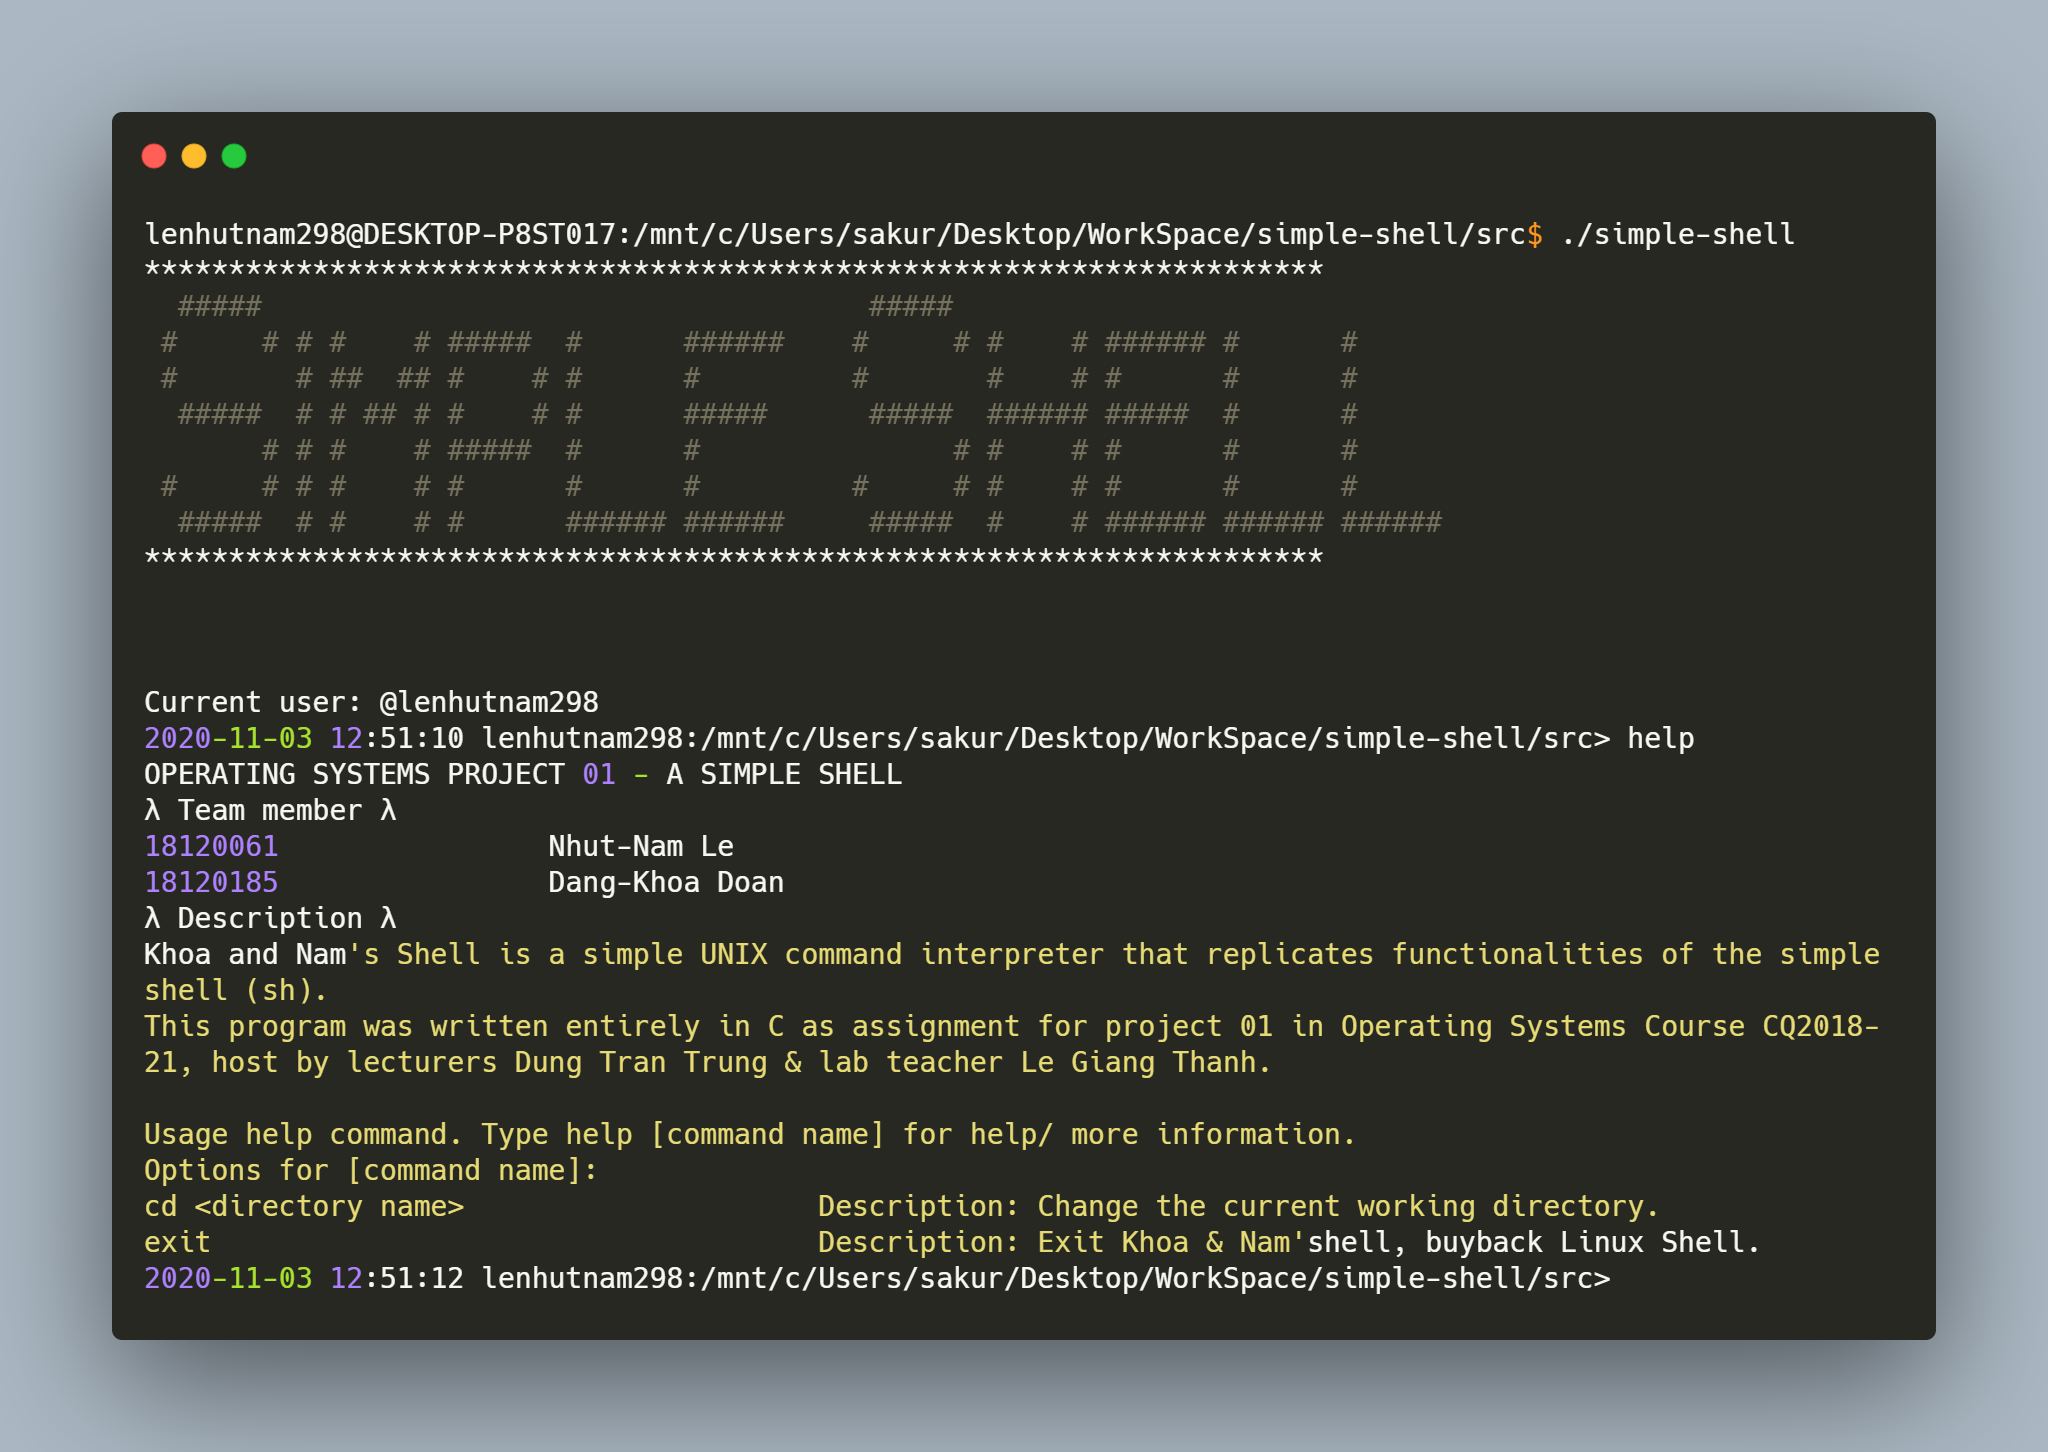 lenhutnam298@DESKTOP-P8ST017:/mnt/c/Users/sakur/Desktop/WorkSpace/simple-shell/src$ ./simple-shell
**********************************************************************
  #####                                    #####
 #     # # #    # #####  #      ######    #     # #    # ###### #      #
 #       # ##  ## #    # #      #         #       #    # #      #      #
  #####  # # ## # #    # #      #####      #####  ###### #####  #      #
       # # #    # #####  #      #               # #    # #      #      #
 #     # # #    # #      #      #         #     # #    # #      #      #
  #####  # #    # #      ###### ######     #####  #    # ###### ###### ######
**********************************************************************
Current user: @lenhutnam298
2020-11-03 12:51:10 lenhutnam298:/mnt/c/Users/sakur/Desktop/WorkSpace/simple-shell/src> help
OPERATING SYSTEMS PROJECT 01 - A SIMPLE SHELL
λ Team member λ
18120061                Nhut-Nam Le
18120185                Dang-Khoa Doan
λ Description λ
Khoa and Nam's Shell is a simple UNIX command interpreter that replicates functionalities of the simple
shell (sh).
This program was written entirely in C as assignment for project 01 in Operating Systems Course CQ2018-
21, host by lecturers Dung Tran Trung & lab teacher Le Giang Thanh.
Usage help command. Type help [command name] for help/ more information.
Options for [command name]:
cd <directory name>                     Description: Change the current working directory.
exit                                    Description: Exit Khoa & Nam'shell, buyback Linux Shell.
2020-11-03 12:51:12 lenhutnam298:/mnt/c/Users/sakur/Desktop/WorkSpace/simple-shell/src>